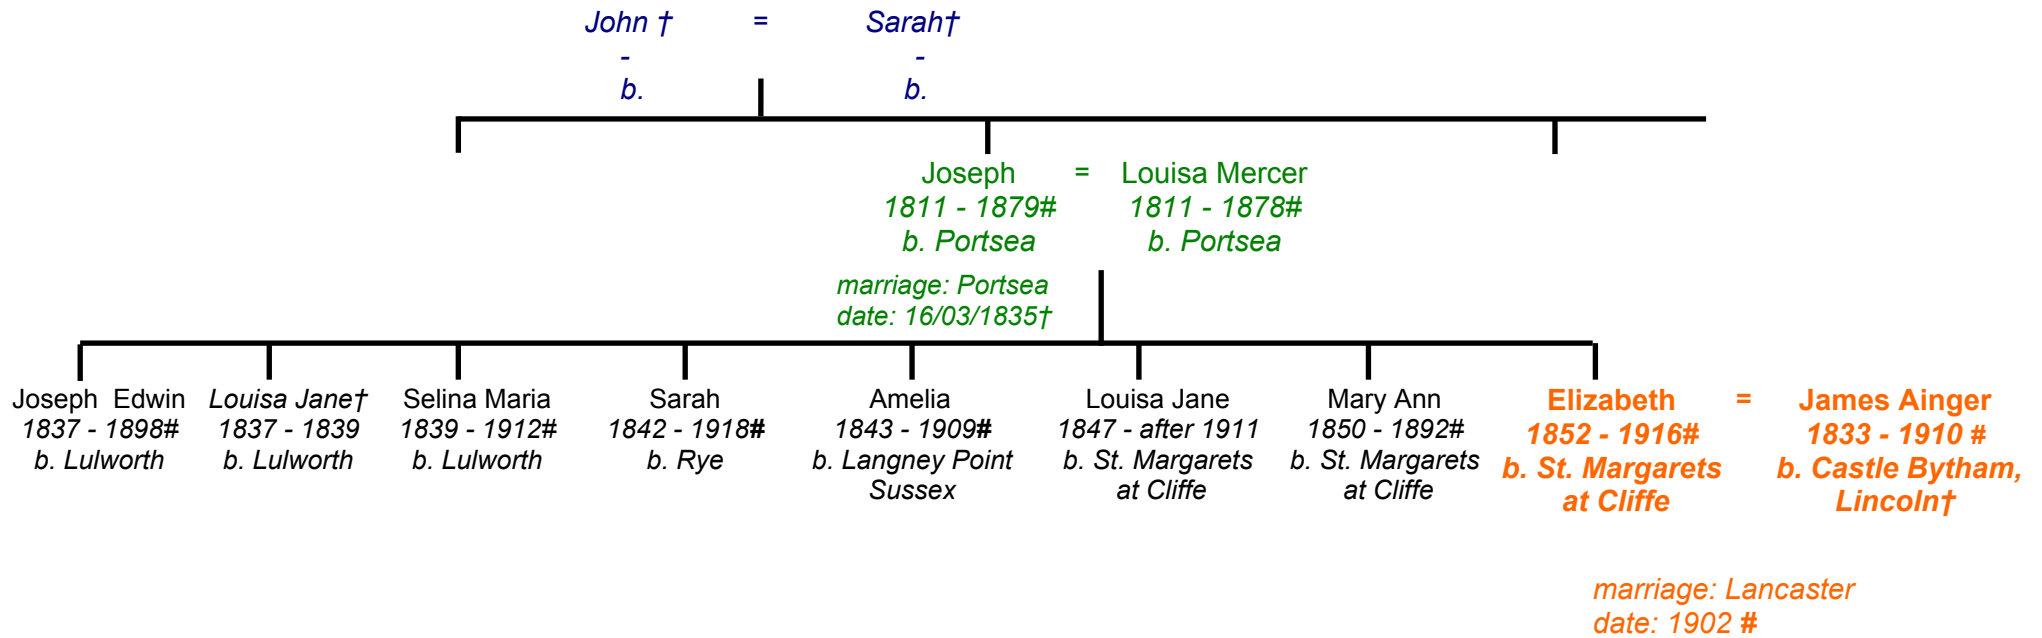 John † = Sarah†
- -
b. b.
Joseph = Louisa Mercer
1811 - 1879# 1811 - 1878#
b. Portsea b. Portsea
marriage: Portsea
date: 16/03/1835†
Joseph Edwin Louisa Jane† Selina Maria Sarah Amelia Louisa Jane Mary Ann Elizabeth = James Ainger
1837 - 1898# 1837 - 1839 1839 - 1912# 1842 - 1918# 1843 - 1909# 1847 - after 1911 1850 - 1892# 1852 - 1916# 1833 - 1910 #
b. Lulworth b. Lulworth b. Lulworth b. Rye b. Langney Point b. St. Margarets b. St. Margarets b. St. Margarets b. Castle Bytham,
Sussex at Cliffe at Cliffe at Cliffe Lincoln†
marriage: Lancaster
date: 1902 #